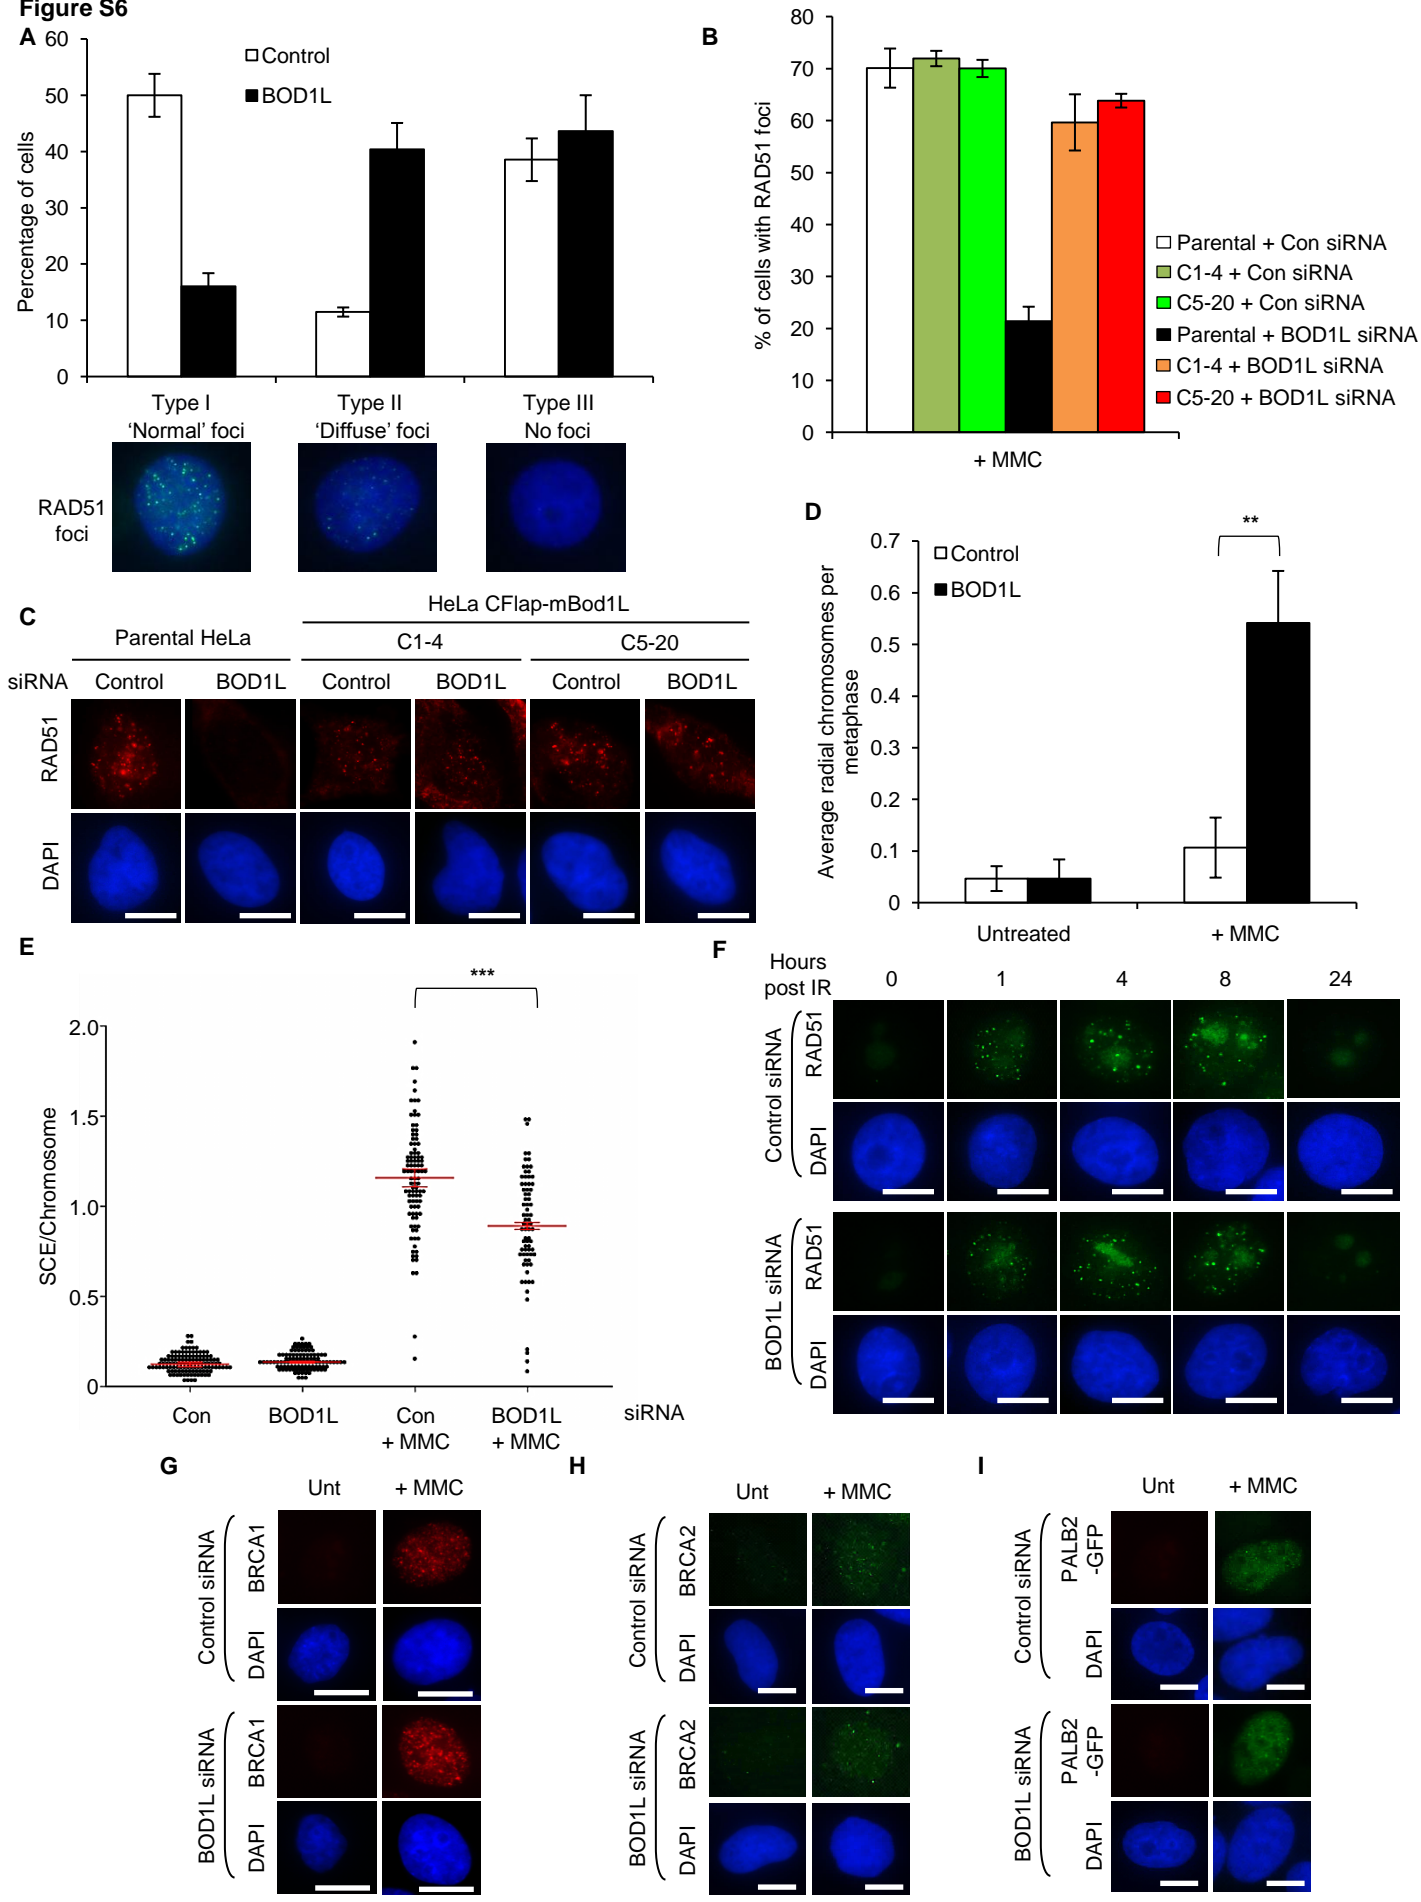 Figure S6
A
60
50
40
30
20
10
0
Percentage of cells
Control
BOD1L
Type I
'Normal' foci
Type II
'Diffuse' foci
Type III
No foci
RAD51
foci
B
80
70
60
50
40
30
20
10
0
% of cells with RAD51 foci
+ MMC
Parental + Con siRNA
C1-4 + Con siRNA
C5-20 + Con siRNA
Parental + BOD1L siRNA
C1-4 + BOD1L siRNA
C5-20 + BOD1L siRNA
C
HeLa CFlap-mBod1L
Parental HeLa
C1-4
C5-20
siRNA Control BOD1L Control BOD1L Control BOD1L
RAD51
DAPI
D
0.7
0.6
0.5
0.4
0.3
0.2
0.1
0
Average radial chromosomes per
metaphase
Control
BOD1L
**
Untreated
+ MMC
E
2.0
1.5
1.0
0.5
0
SCE/Chromosome
***
Con
BOD1L
Con
+ MMC
BOD1L
+ MMC
siRNA
F
Hours
post IR
0 1 4 8 24
Control siRNA
RAD51
DAPI
BOD1L siRNA
RAD51
DAPI
G
Unt + MMC
Control siRNA
BRCA1
DAPI
BOD1L siRNA
BRCA1
DAPI
H
Unt + MMC
Control siRNA
BRCA2
DAPI
BOD1L siRNA
BRCA2
DAPI
I
Unt + MMC
Control siRNA
PALB2
-GFP
DAPI
BOD1L siRNA
PALB2
-GFP
DAPI